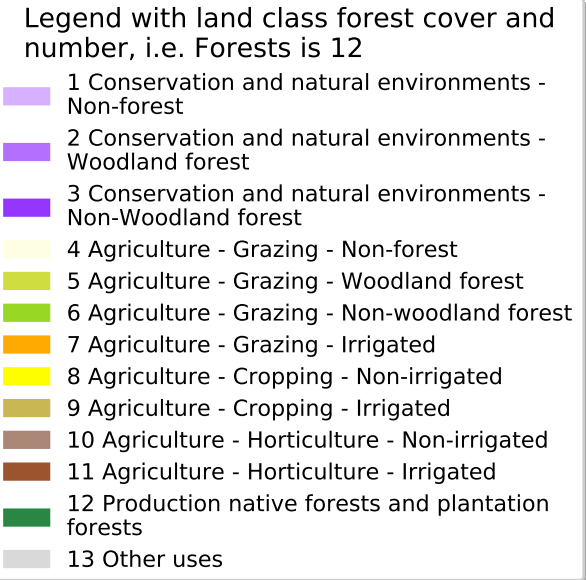 Legend with land class forest cover and
number, i.e. Forests is 12
1 Conservation and natural environments -
Non-forest
2 Conservation and natural environments -
Woodland forest
3 Conservation and natural environments -
Non-Woodland forest
4 Agriculture - Grazing - Non-forest
5 Agriculture - Grazing - Woodland forest
6 Agriculture - Grazing - Non-woodland forest
7 Agriculture - Grazing - Irrigated
8 Agriculture - Cropping - Non-irrigated
9 Agriculture - Cropping - Irrigated
10 Agriculture - Horticulture - Non-irrigated
11 Agriculture - Horticulture - Irrigated
12 Production native forests and plantation
forests
13 Other uses